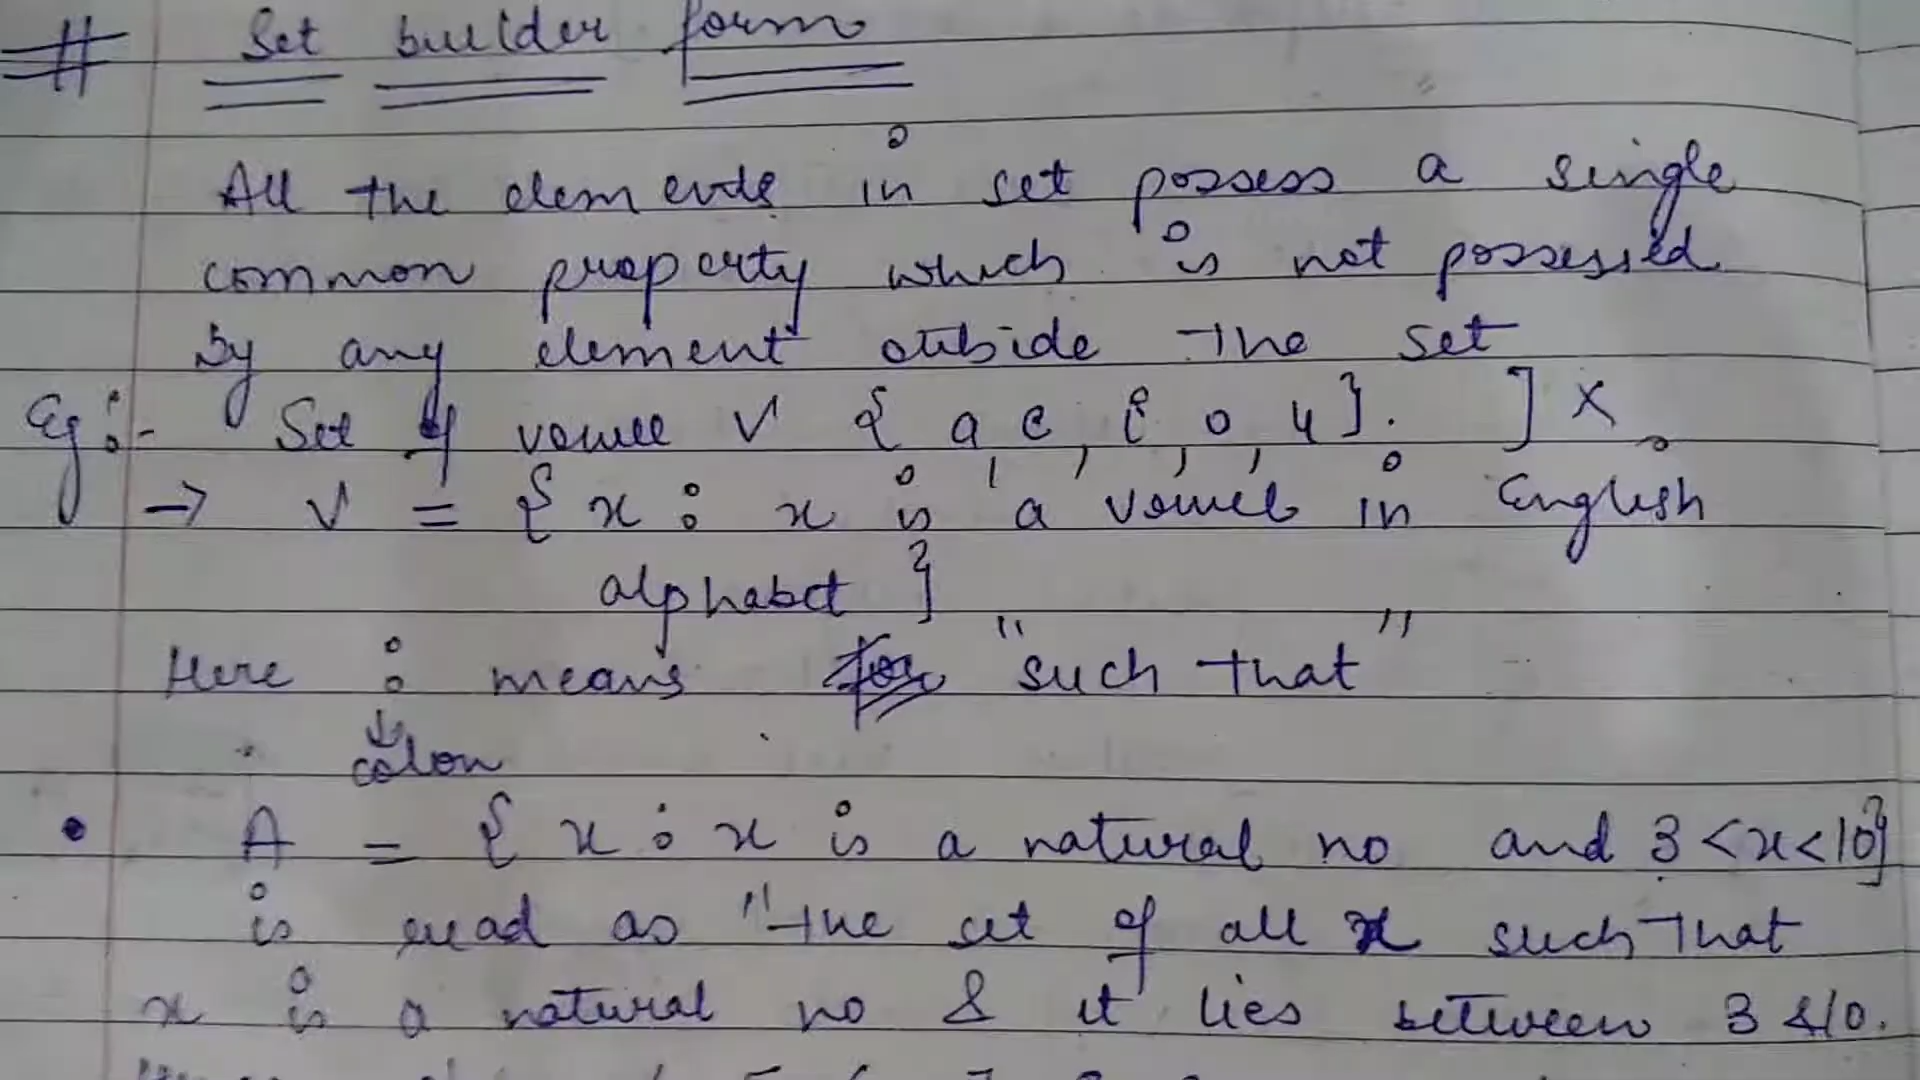 # Set builder form
All the elements in set possess a single
common property which is not possessed
by any element outside the set
Eg:- Set of vowel V { a, e, i, o, u }. ] ×
→ V = { x : x is a vowel in English
alphabet }
Here : means "such that"
↓
colon
• A = { x : x is a natural no and 3 < x < 10}
is read as "the set of all x such that
x is a natural no & it lies between 3 & 10.